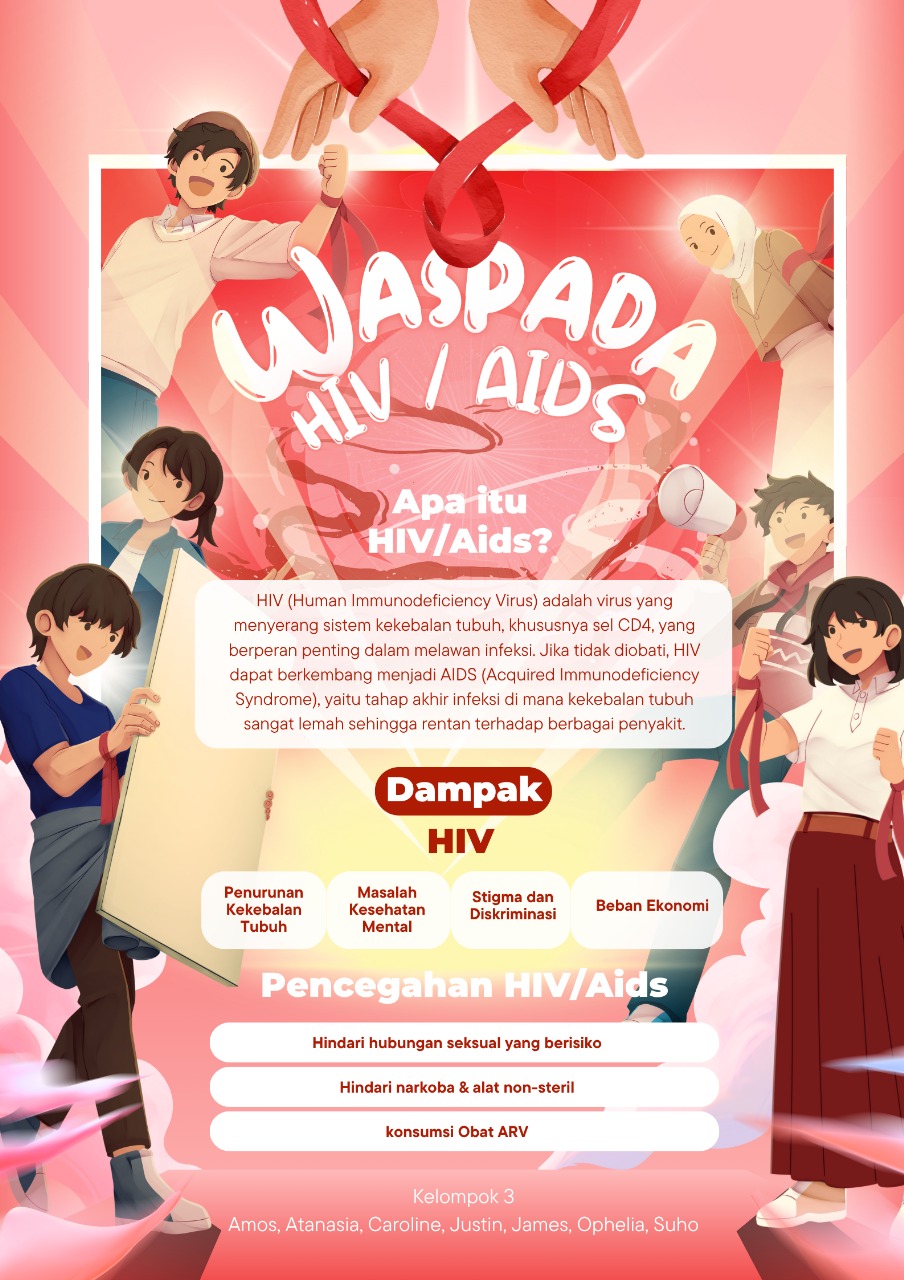 WASPADA
HIV / AIDS
Apa itu
HIV/Aids?
HIV (Human Immunodeficiency Virus) adalah virus yang
menyerang sistem kekebalan tubuh, khususnya sel CD4, yang
berperan penting dalam melawan infeksi. Jika tidak diobati, HIV
dapat berkembang menjadi AIDS (Acquired Immunodeficiency
Syndrome), yaitu tahap akhir infeksi di mana kekebalan tubuh
sangat lemah sehingga rentan terhadap berbagai penyakit.
Dampak
HIV
Penurunan
Kekebalan
Tubuh
Masalah
Kesehatan
Mental
Stigma dan
Diskriminasi
Beban Ekonomi
Pencegahan HIV/Aids
Hindari hubungan seksual yang berisiko
Hindari narkoba & alat non-steril
konsumsi Obat ARV
Kelompok 3
Amos, Atanasia, Caroline, Justin, James, Ophelia, Suho